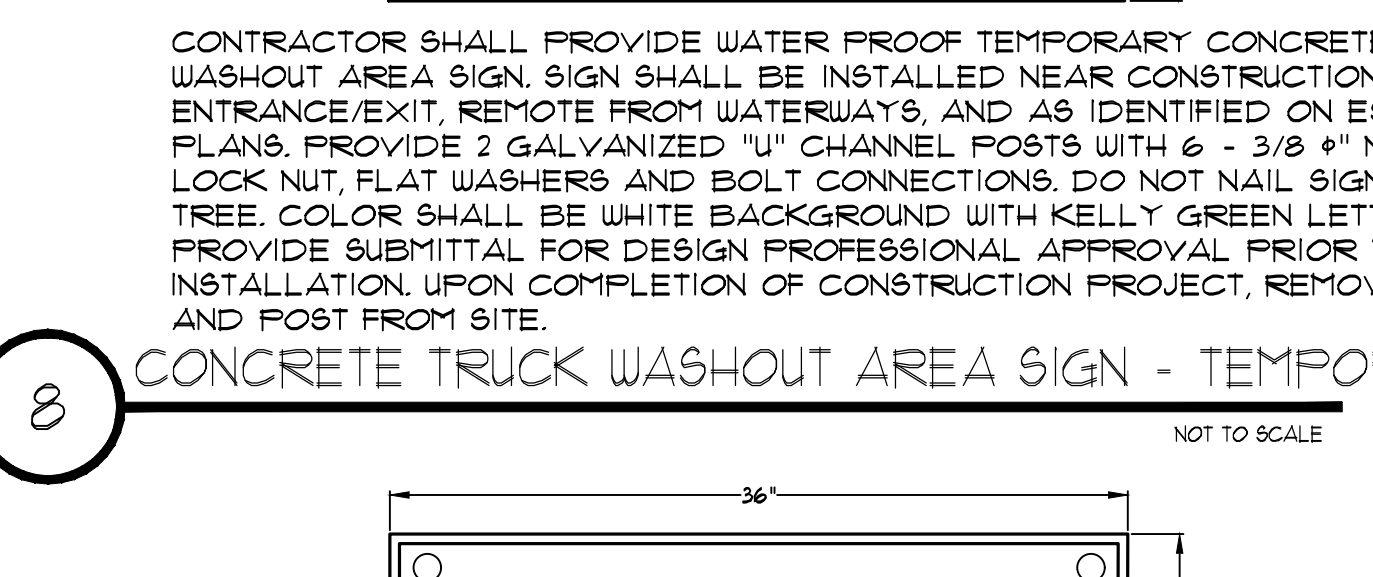 CONTRACTOR SHALL PROVIDE WATER PROOF TEMPORARY CONCRETE
WASHOUT AREA SIGN. SIGN SHALL BE INSTALLED NEAR CONSTRUCTION
ENTRANCE/EXIT, REMOTE FROM WATERWAYS, AND AS IDENTIFIED ON
PLANS. PROVIDE 2 GALVANIZED "U" CHANNEL POSTS WITH 6 - 3/8 ϕ"
LOCK NUT, FLAT WASHERS AND BOLT CONNECTIONS. DO NOT NAIL SIGN
TREE. COLOR SHALL BE WHITE BACKGROUND WITH KELLY GREEN
PROVIDE SUBMITTAL FOR DESIGN PROFESSIONAL APPROVAL PRIOR
INSTALLATION. UPON COMPLETION OF CONSTRUCTION PROJECT,
AND POST FROM SITE.
8 CONCRETE TRUCK WASHOUT AREA SIGN -
NOT TO SCALE
36"